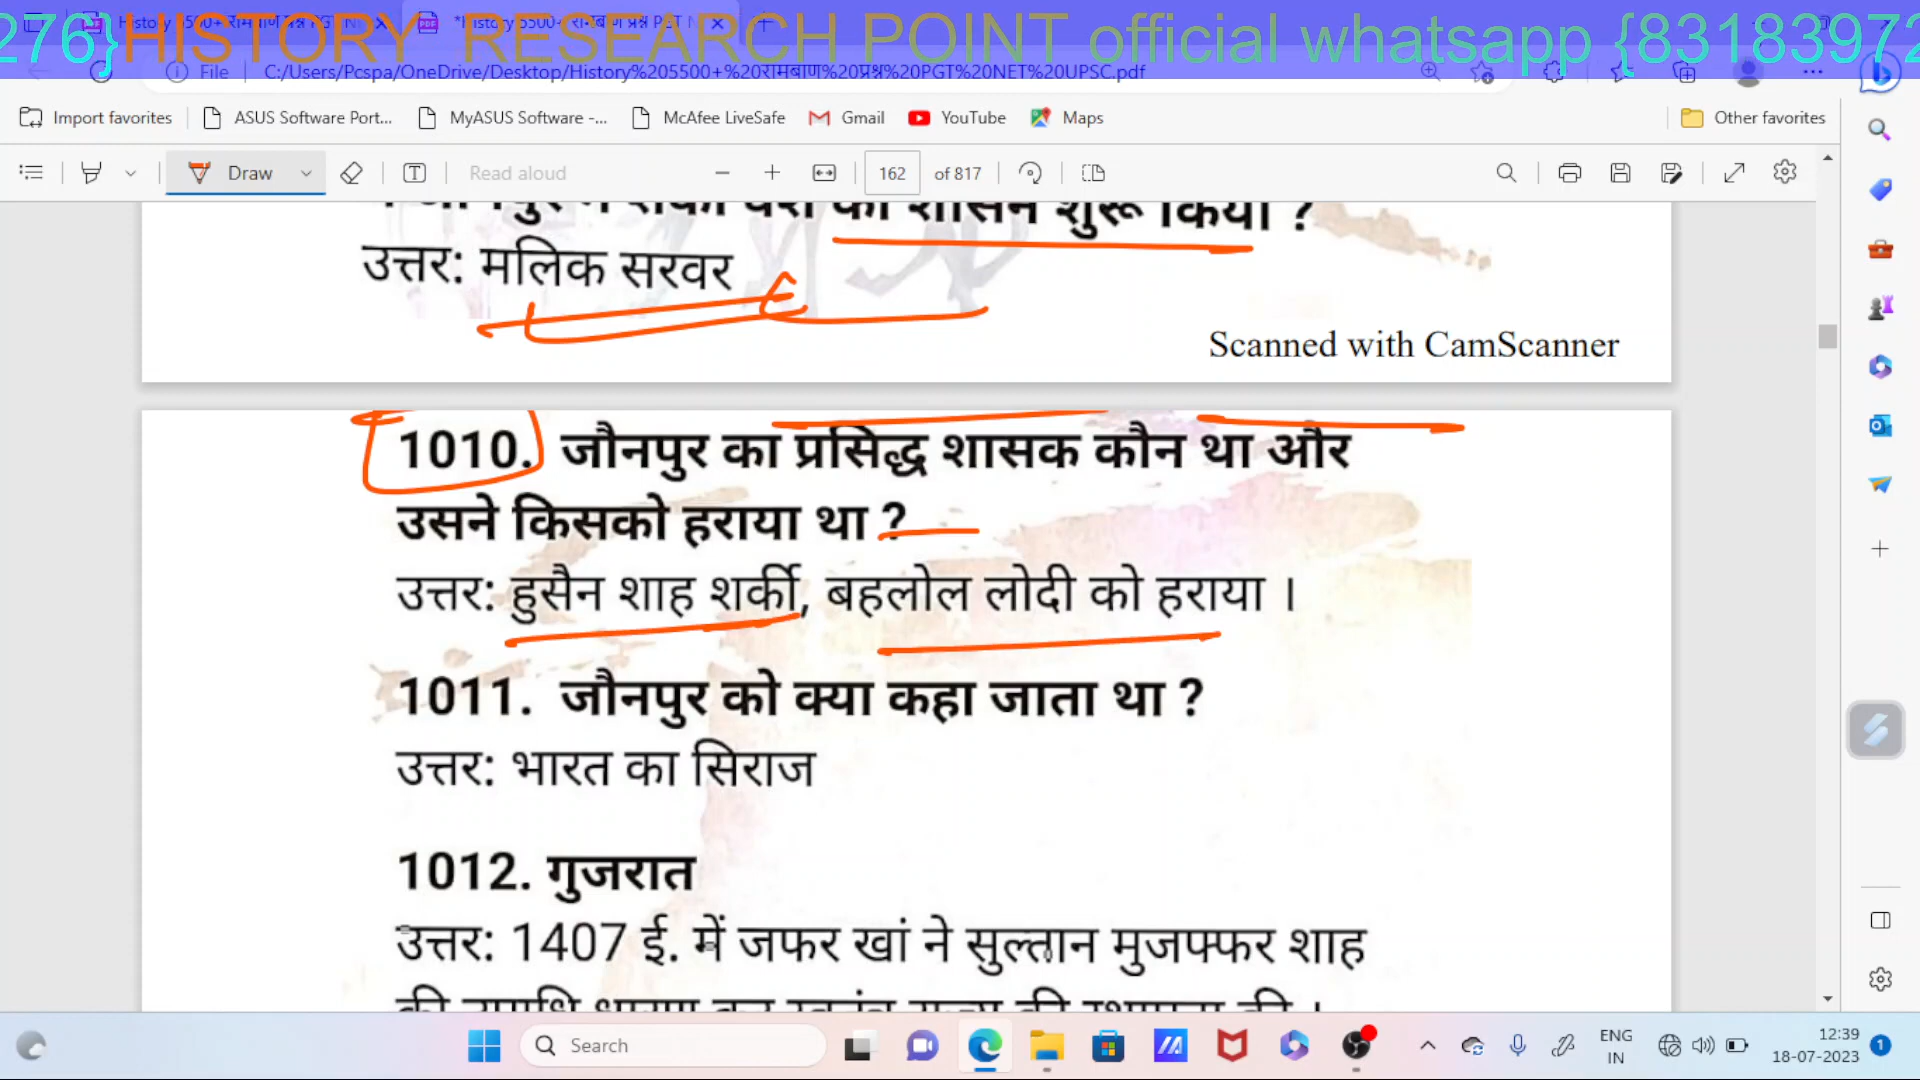 276}HISTORY RESEARCH POINT official whatsapp {83183972
File C:/Users/Pcspa/OneDrive/Desktop/History%205500+%20रामबाण%20प्रश्न%20PGT%20NET%20UPSC.pdf
Import favorites ASUS Software Port... MyASUS Software -... McAfee LiveSafe Gmail YouTube Maps Other favorites
Draw Read aloud 162 of 817
शासन शुरू किया ?
उत्तर: मलिक सरवर
Scanned with CamScanner
1010. जौनपुर का प्रसिद्ध शासक कौन था और
उसने किसको हराया था ?
उत्तर: हुसैन शाह शर्की, बहलोल लोदी को हराया ।
1011. जौनपुर को क्या कहा जाता था ?
उत्तर: भारत का सिराज
1012. गुजरात
उत्तर: 1407 ई. में जफर खां ने सुल्तान मुजफ्फर शाह
Search ENG IN 12:39 18-07-2023 1